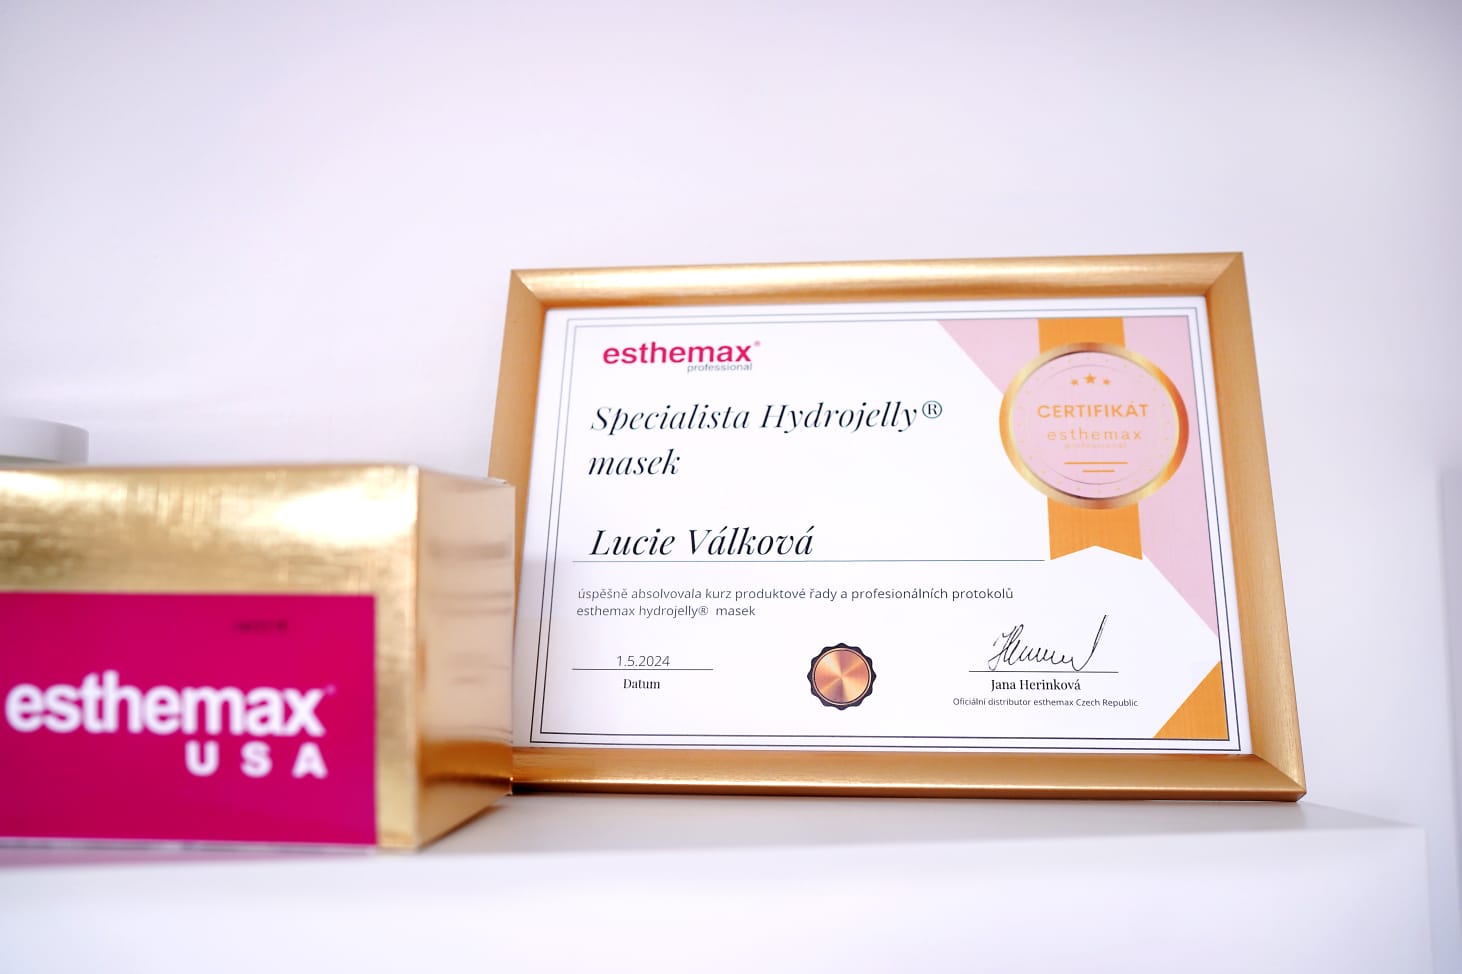 esthemax®
professional
Specialista Hydrojelly®
masek
Lucie Válková
úspěšně absolvovala kurz produktové řady a profesionálních protokolů
esthemax hydrojelly® masek
1.5.2024
Datum
Jana Herinková
Oficiální distributor esthemax Czech Republic
CERTIFIKÁT
esthemax
professional
esthemax
USA